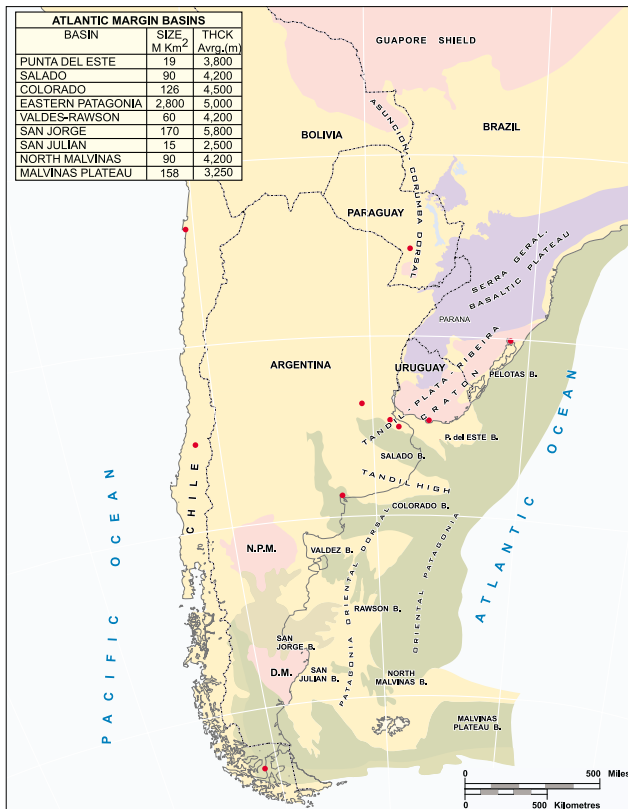 ATLANTIC MARGIN BASINS
BASIN SIZE M Km2 THCK Avrg.(m)
PUNTA DEL ESTE 19 3,800
SALADO 90 4,200
COLORADO 126 4,500
EASTERN PATAGONIA 2,800 5,000
VALDES-RAWSON 60 4,200
SAN JORGE 170 5,800
SAN JULIAN 15 2,500
NORTH MALVINAS 90 4,200
MALVINAS PLATEAU 158 3,250
GUAPORE SHIELD
BOLIVIA
BRAZIL
ASUNCION-CORUMBA DORSAL
PARAGUAY
SERRA GERAL,
BASALTIC PLATEAU
PARANA
ARGENTINA
URUGUAY
PELOTAS B.
TANDIL-PLATA-RIBEIRA
CRATON
P. del ESTE B.
SALADO B.
TANDIL HIGH
COLORADO B.
CHILE
N.P.M.
VALDEZ B.
PATAGONIA ORIENTAL DORSAL
ORIENTAL PATAGONIA
RAWSON B.
SAN
JORGE B.
D.M.
SAN
JULIAN B.
NORTH
MALVINAS B.
MALVINAS
PLATEAU B.
PACIFIC OCEAN
ATLANTIC OCEAN
0 500 Miles
0 500
Kilometres